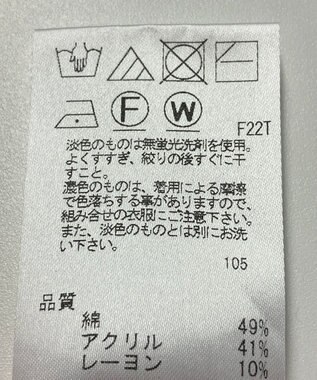 F W
F22T
淡色のものは無蛍光洗剤を使用。
よくすすぎ、絞りの後すぐに干
すこと。
濃色のものは、着用による摩擦
で色落ちする事がありますので、
組み合せの衣服にご注意下さい。
また、淡色のものとは別にお洗
い下さい。
105
品質
綿 49%
アクリル 41%
レーヨン 10%